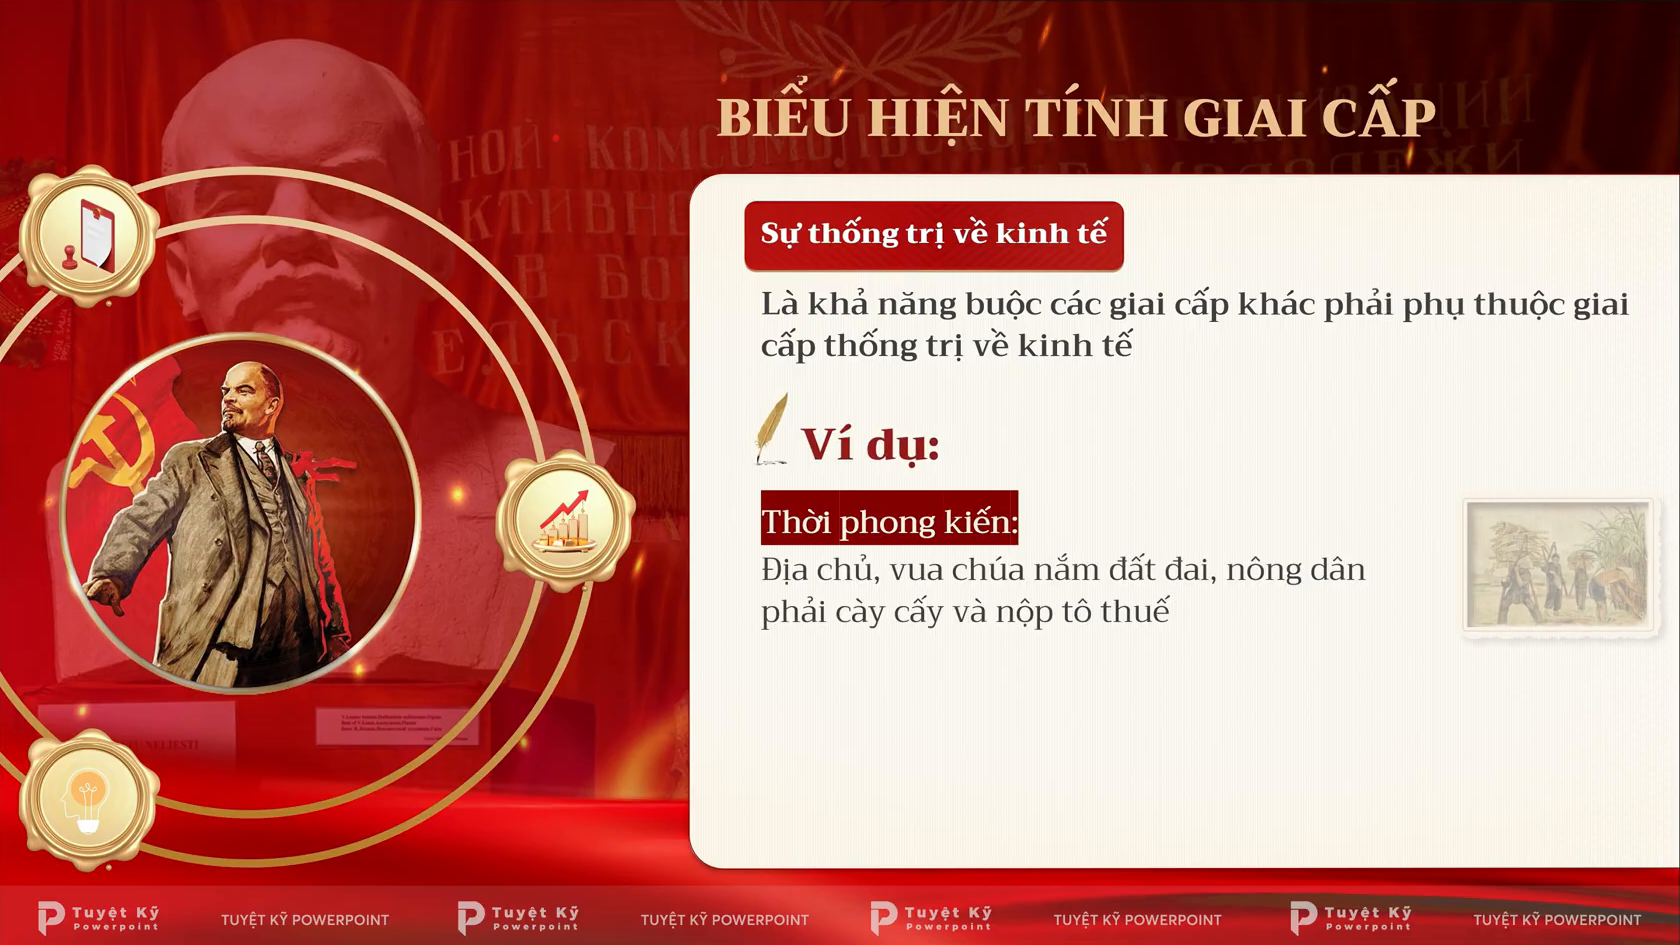 BIỂU HIỆN TÍNH GIAI CẤP
Sự thống trị về kinh tế
Là khả năng buộc các giai cấp khác phải phụ thuộc giai
cấp thống trị về kinh tế
Ví dụ:
Thời phong kiến:
Địa chủ, vua chúa nắm đất đai, nông dân
phải cày cấy và nộp tô thuế
Tuyệt Kỹ
Powerpoint
TUYỆT KỸ POWERPOINT
Tuyệt Kỹ
Powerpoint
TUYỆT KỸ POWERPOINT
Tuyệt Kỹ
Powerpoint
TUYỆT KỸ POWERPOINT
Tuyệt Kỹ
Powerpoint
TUYỆT KỸ POWERPOINT